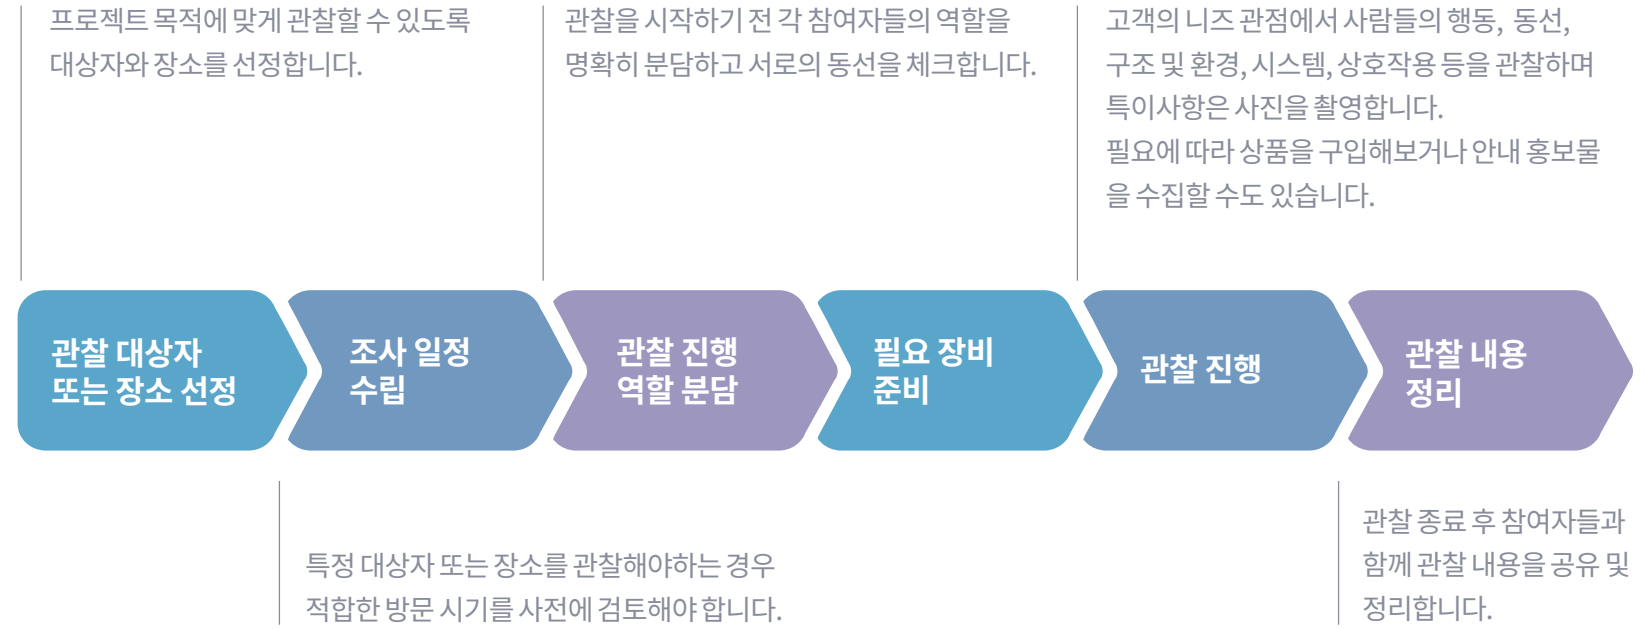 프로젝트 목적에 맞게 관찰할 수 있도록
대상자와 장소를 선정합니다.
관찰을 시작하기 전 각 참여자들의 역할을
명확히 분담하고 서로의 동선을 체크합니다.
고객의 니즈 관점에서 사람들의 행동, 동선,
구조 및 환경, 시스템, 상호작용 등을 관찰하며
특이사항은 사진을 촬영합니다.
필요에 따라 상품을 구입해보거나 안내 홍보물
을 수집할 수도 있습니다.
관찰 대상자
또는 장소 선정
조사 일정
수립
관찰 진행
역할 분담
필요 장비
준비
관찰 진행
관찰 내용
정리
특정 대상자 또는 장소를 관찰해야하는 경우
적합한 방문 시기를 사전에 검토해야 합니다.
관찰 종료 후 참여자들과
함께 관찰 내용을 공유 및
정리합니다.